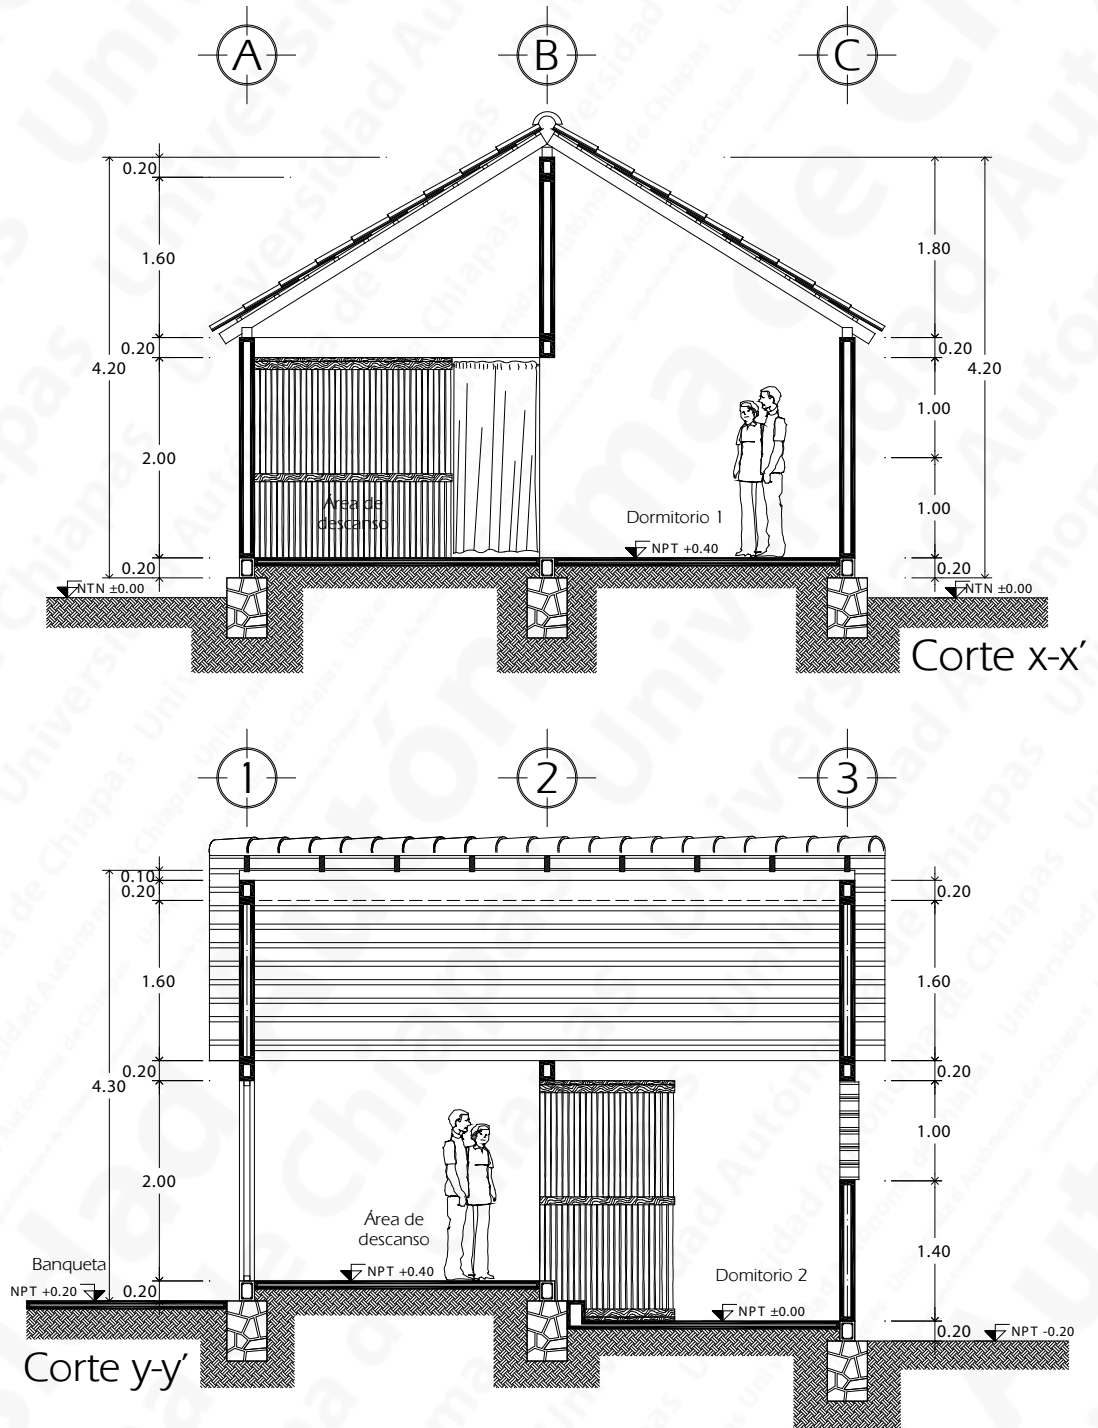 A
B
C
0.20
1.60
0.20
4.20
2.00
0.20
NTN ±0.00
1.80
0.20
4.20
1.00
1.00
0.20
NTN ±0.00
Área de
descanso
Dormitorio 1
NPT +0.40
Corte x-x'
1
2
3
0.10
0.20
1.60
0.20
4.30
2.00
0.20
Banqueta
NPT +0.20
0.20
1.60
0.20
1.00
1.40
0.20
NPT -0.20
Área de
descanso
NPT +0.40
Domitorio 2
NPT ±0.00
Corte y-y'
Universidad Autónoma de Chiapas